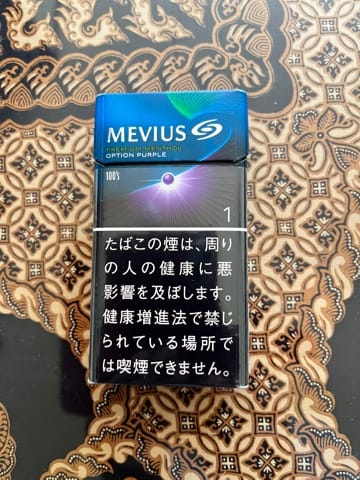 MEVIUS
PREMIUM MENTHOL
OPTION PURPLE
100's
1
たばこの煙は、周り
の人の健康に悪
影響を及ぼします。
健康増進法で禁じ
られている場所で
は喫煙できません。